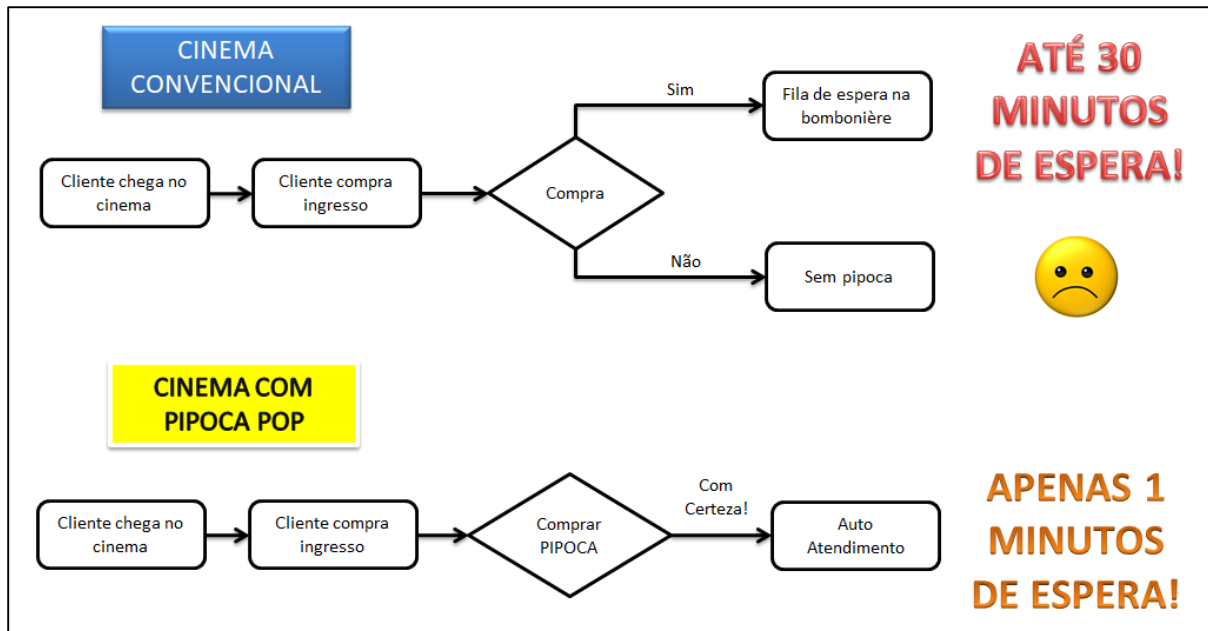 CINEMA
CONVENCIONAL
ATÉ 30
MINUTOS
DE ESPERA!
Sim
Fila de espera na
bombonière
Cliente chega no
cinema
Cliente compra
ingresso
Compra
Não
Sem pipoca
CINEMA COM
PIPOCA POP
Cliente chega no
cinema
Cliente compra
ingresso
Comprar
PIPOCA
Com
Certeza!
Auto
Atendimento
APENAS 1
MINUTOS
DE ESPERA!